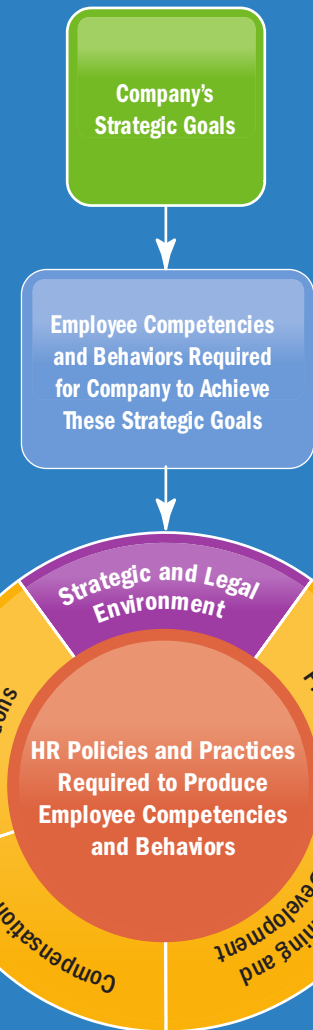 Company's
Strategic Goals
Employee Competencies
and Behaviors Required
for Company to Achieve
These Strategic Goals
Strategic and Legal
Environment
HR Policies and Practices
Required to Produce
Employee Competencies
and Behaviors
Compensation
and
Development